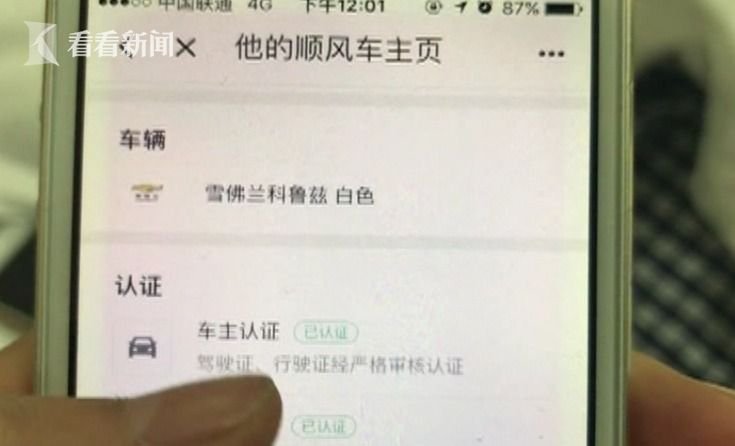 中国联通 4G 下午12:01 87%
看看新闻
他的顺风车主页
车辆
雪佛兰科鲁兹 白色
认证
车主认证 已认证
驾驶证、行驶证经严格审核认证
已认证